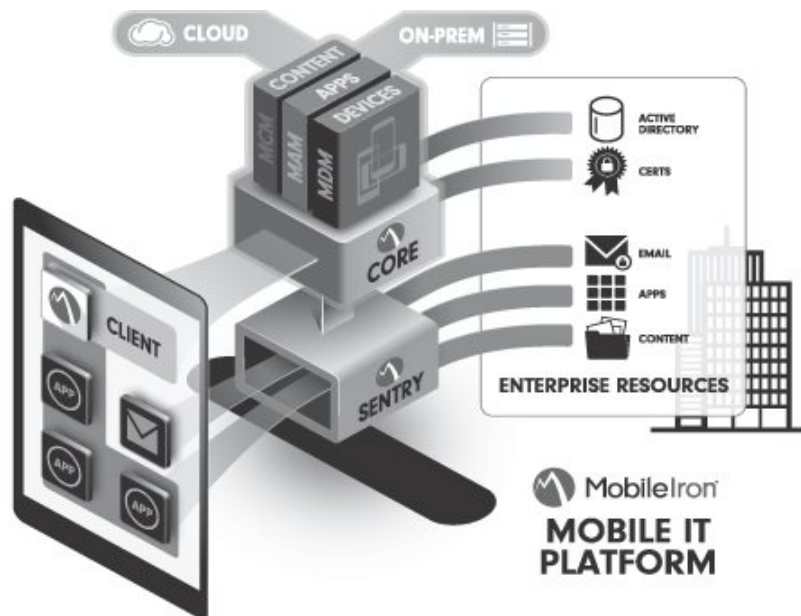 CLOUD
ON-PREM
CONTENT
APPS
DEVICES
MCM
MAM
MDM
CORE
SENTRY
CLIENT
APP
APP
APP
ACTIVE
DIRECTORY
CERTS
EMAIL
APPS
CONTENT
ENTERPRISE RESOURCES
MobileIron
MOBILE IT
PLATFORM